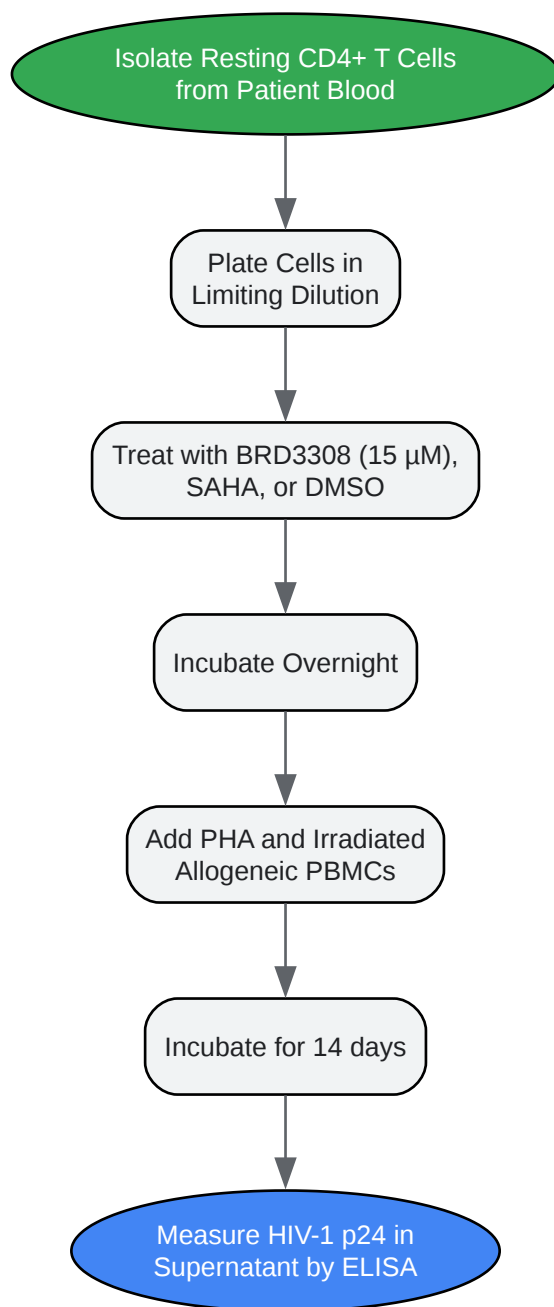 Isolate Resting CD4+ T Cells
from Patient Blood
Plate Cells in
Limiting Dilution
Treat with BRD3308 (15 µM),
SAHA, or DMSO
Incubate Overnight
Add PHA and Irradiated
Allogeneic PBMCs
Incubate for 14 days
Measure HIV-1 p24 in
Supernatant by ELISA